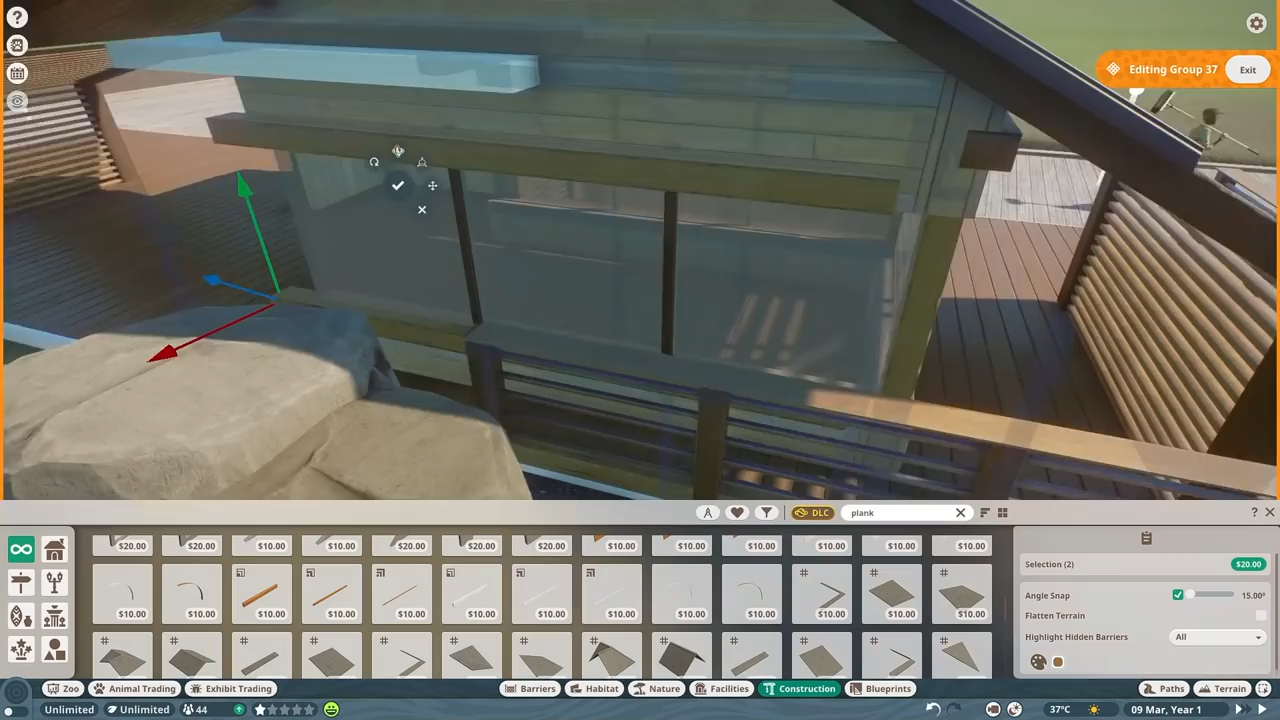 Editing Group 37
Exit
DLC
plank
$20.00 $20.00 $10.00 $10.00 $10.00 $20.00 $20.00 $10.00 $10.00 $10.00 $10.00 $10.00 $10.00
$10.00 $10.00 $10.00 $10.00 $10.00 $10.00 $10.00 $10.00 $10.00 $10.00 $10.00 $10.00 $10.00
Selection (2) $20.00
Angle Snap 15.00°
Flatten Terrain
Highlight Hidden Barriers All
Zoo Animal Trading Exhibit Trading Barriers Habitat Nature Facilities Construction Blueprints Paths Terrain
Unlimited Unlimited 44 37°C 09 Mar, Year 1